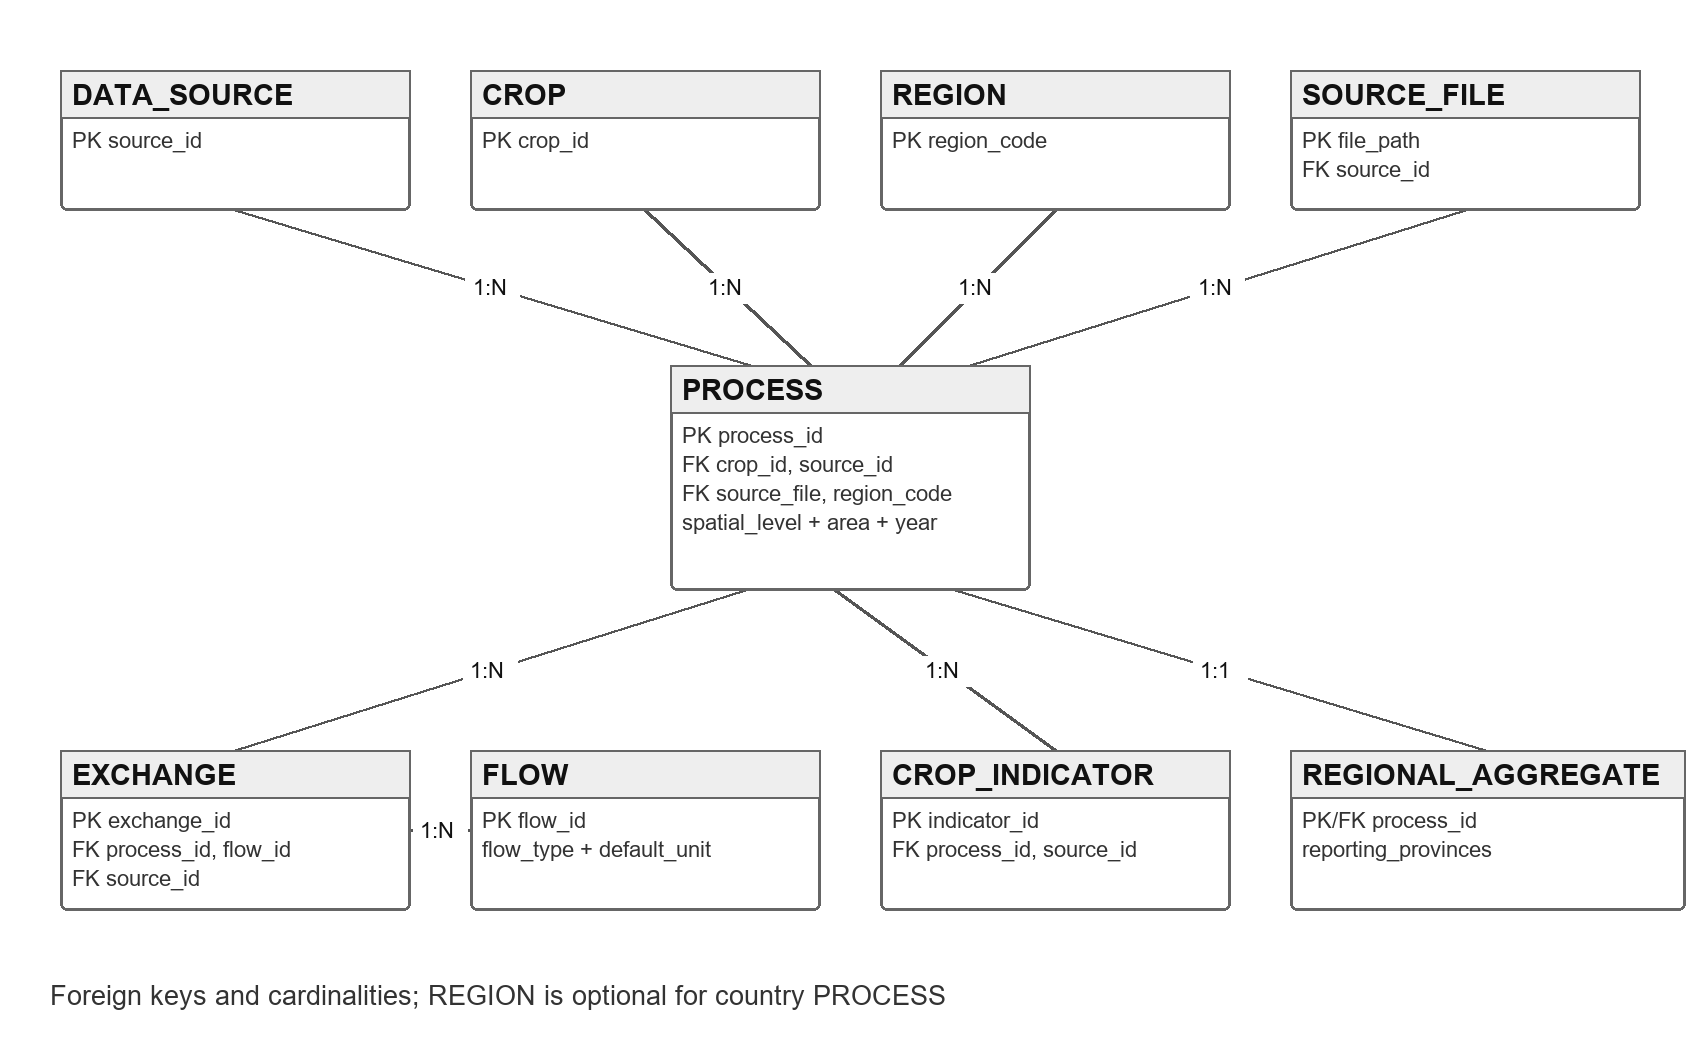 DATA_SOURCE
PK source_id
CROP
PK crop_id
REGION
PK region_code
SOURCE_FILE
PK file_path
FK source_id
1:N
1:N
1:N
1:N
PROCESS
PK process_id
FK crop_id, source_id
FK source_file, region_code
spatial_level + area + year
1:N
1:N
1:1
EXCHANGE
PK exchange_id
FK process_id, flow_id
FK source_id
1:N
FLOW
PK flow_id
flow_type + default_unit
CROP_INDICATOR
PK indicator_id
FK process_id, source_id
REGIONAL_AGGREGATE
PK/FK process_id
reporting_provinces
Foreign keys and cardinalities; REGION is optional for country PROCESS